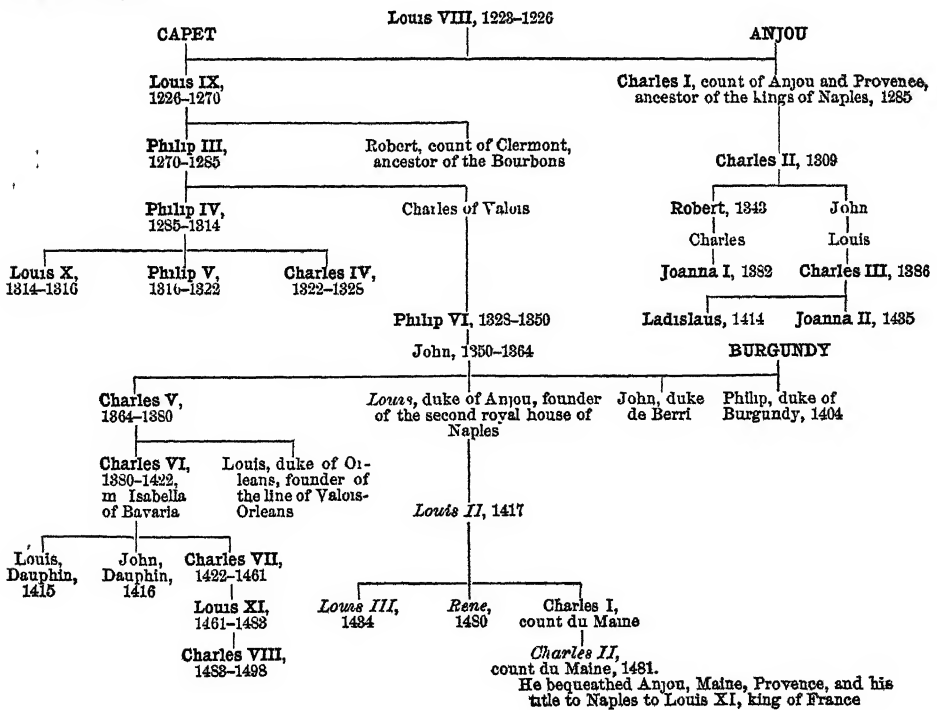 Louis VIII, 1223-1226
CAPET
ANJOU
Louis IX,
1226-1270
Charles I, count of Anjou and Provence,
ancestor of the kings of Naples, 1285
Philip III,
1270-1285
Robert, count of Clermont,
ancestor of the Bourbons
Charles II, 1309
Philip IV,
1285-1314
Charles of Valois
Robert, 1343
John
Charles
Louis
Louis X,
1314-1316
Philip V,
1316-1322
Charles IV,
1322-1328
Joanna I, 1382
Charles III, 1386
Philip VI, 1328-1350
Ladislaus, 1414
Joanna II, 1435
John, 1350-1364
BURGUNDY
Charles V,
1364-1380
Louis, duke of Anjou, founder
of the second royal house of
Naples
John, duke
de Berri
Philip, duke of
Burgundy, 1404
Charles VI,
1380-1422,
m Isabella
of Bavaria
Louis, duke of Or-
leans, founder of
the line of Valois-
Orleans
Louis II, 1417
Louis,
Dauphin,
1415
John,
Dauphin,
1416
Charles VII,
1422-1461
Louis III,
1434
Rene,
1480
Charles I,
count du Maine
Louis XI,
1461-1483
Charles VIII,
1483-1498
Charles II,
count du Maine, 1481.
He bequeathed Anjou, Maine, Provence, and his
title to Naples to Louis XI, king of France